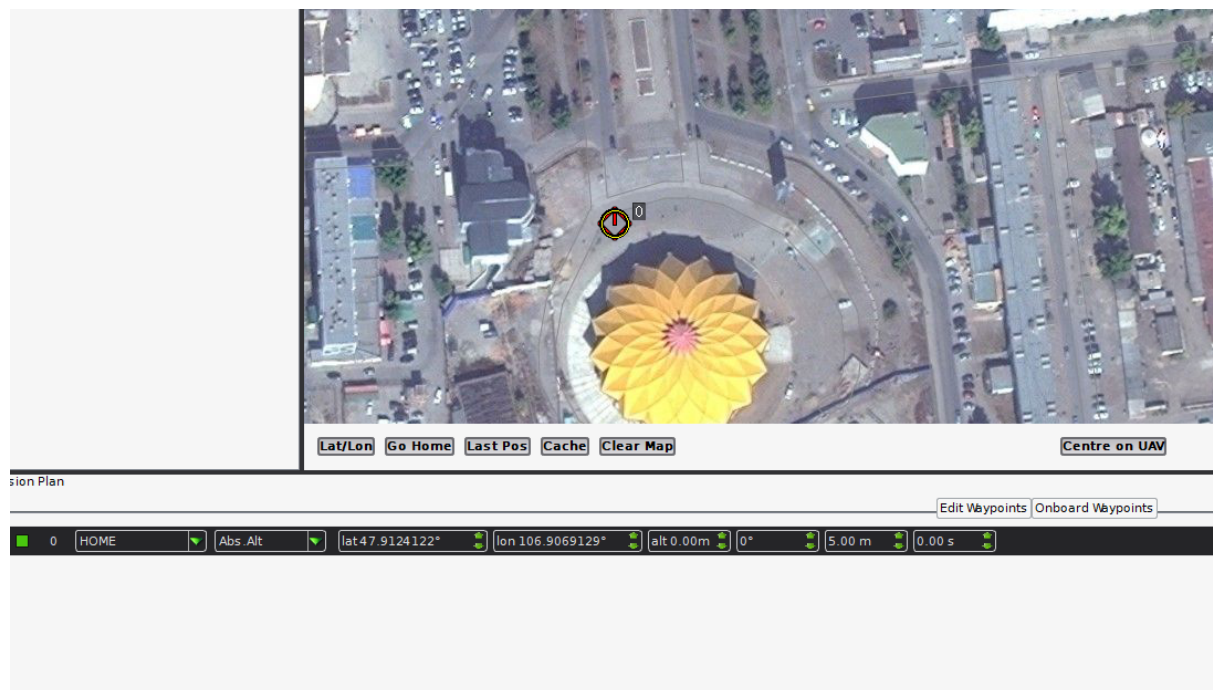 0
Lat/Lon Go Home Last Pos Cache Clear Map Centre on UAV
sion Plan
Edit Waypoints Onboard Waypoints
0 HOME Abs.Alt lat 47.9124122° lon 106.9069129° alt 0.00m 0° 5.00 m 0.00 s